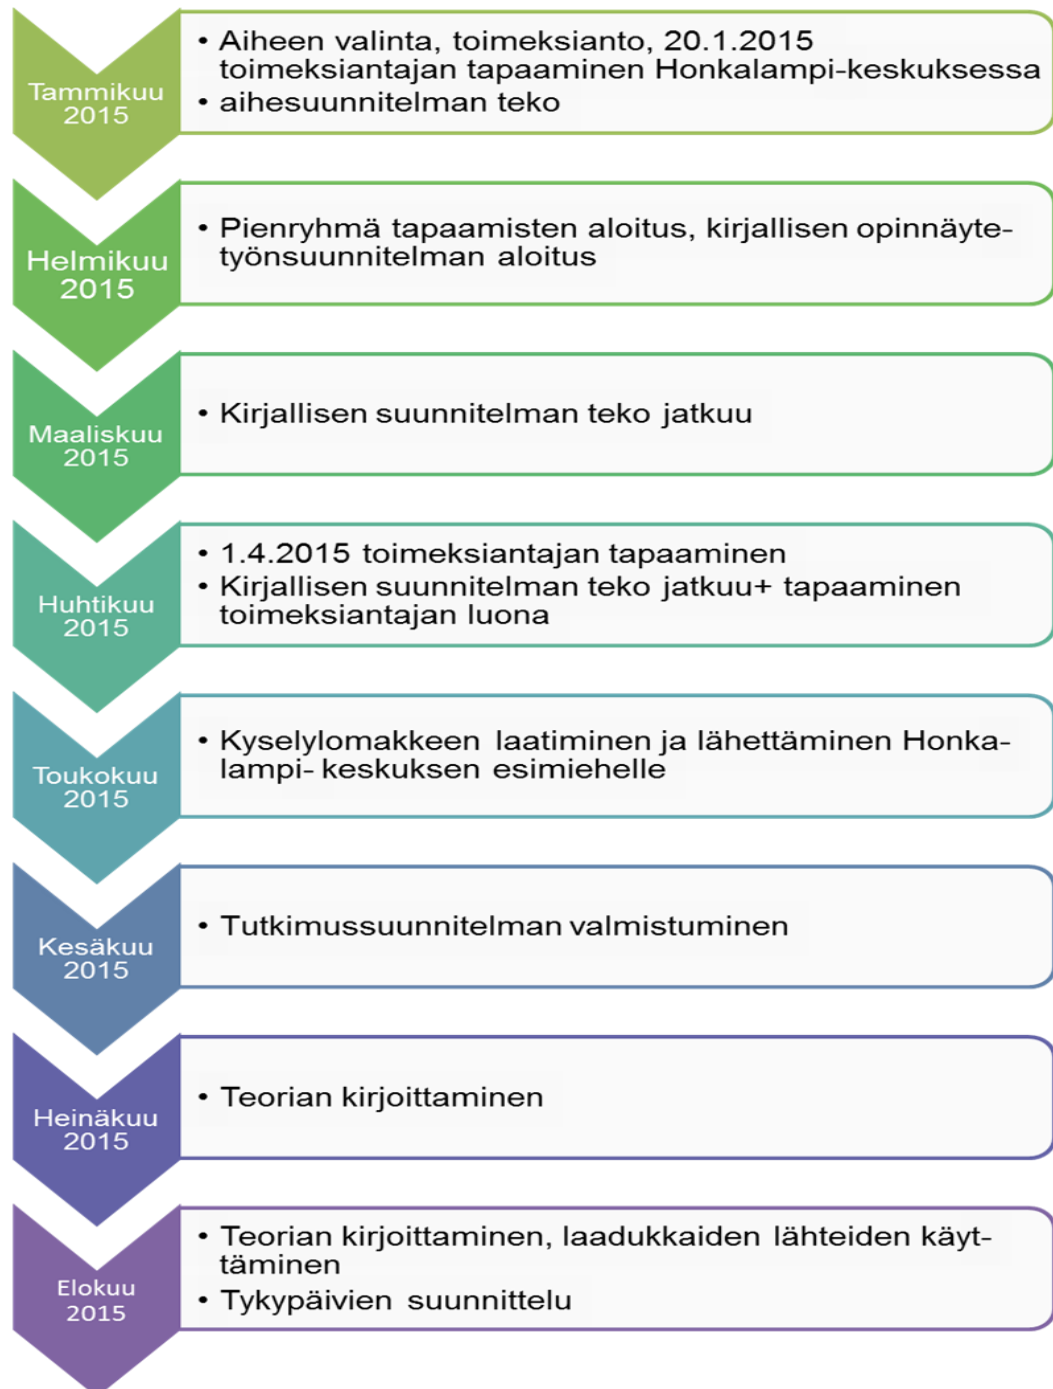 Tammikuu
2015
• Aiheen valinta, toimeksianto, 20.1.2015
toimeksiantajan tapaaminen Honkalampi-keskuksessa
• aihesuunnitelman teko
Helmikuu
2015
• Pienryhmä tapaamisten aloitus, kirjallisen opinnäyte-
työnsuunnitelman aloitus
Maaliskuu
2015
• Kirjallisen suunnitelman teko jatkuu
Huhtikuu
2015
• 1.4.2015 toimeksiantajan tapaaminen
• Kirjallisen suunnitelman teko jatkuu+ tapaaminen
toimeksiantajan luona
Toukokuu
2015
• Kyselylomakkeen laatiminen ja lähettäminen Honka-
lampi- keskuksen esimiehelle
Kesäkuu
2015
• Tutkimussuunnitelman valmistuminen
Heinäkuu
2015
• Teorian kirjoittaminen
Elokuu
2015
• Teorian kirjoittaminen, laadukkaiden lähteiden käyt-
täminen
• Tykypäivien suunnittelu